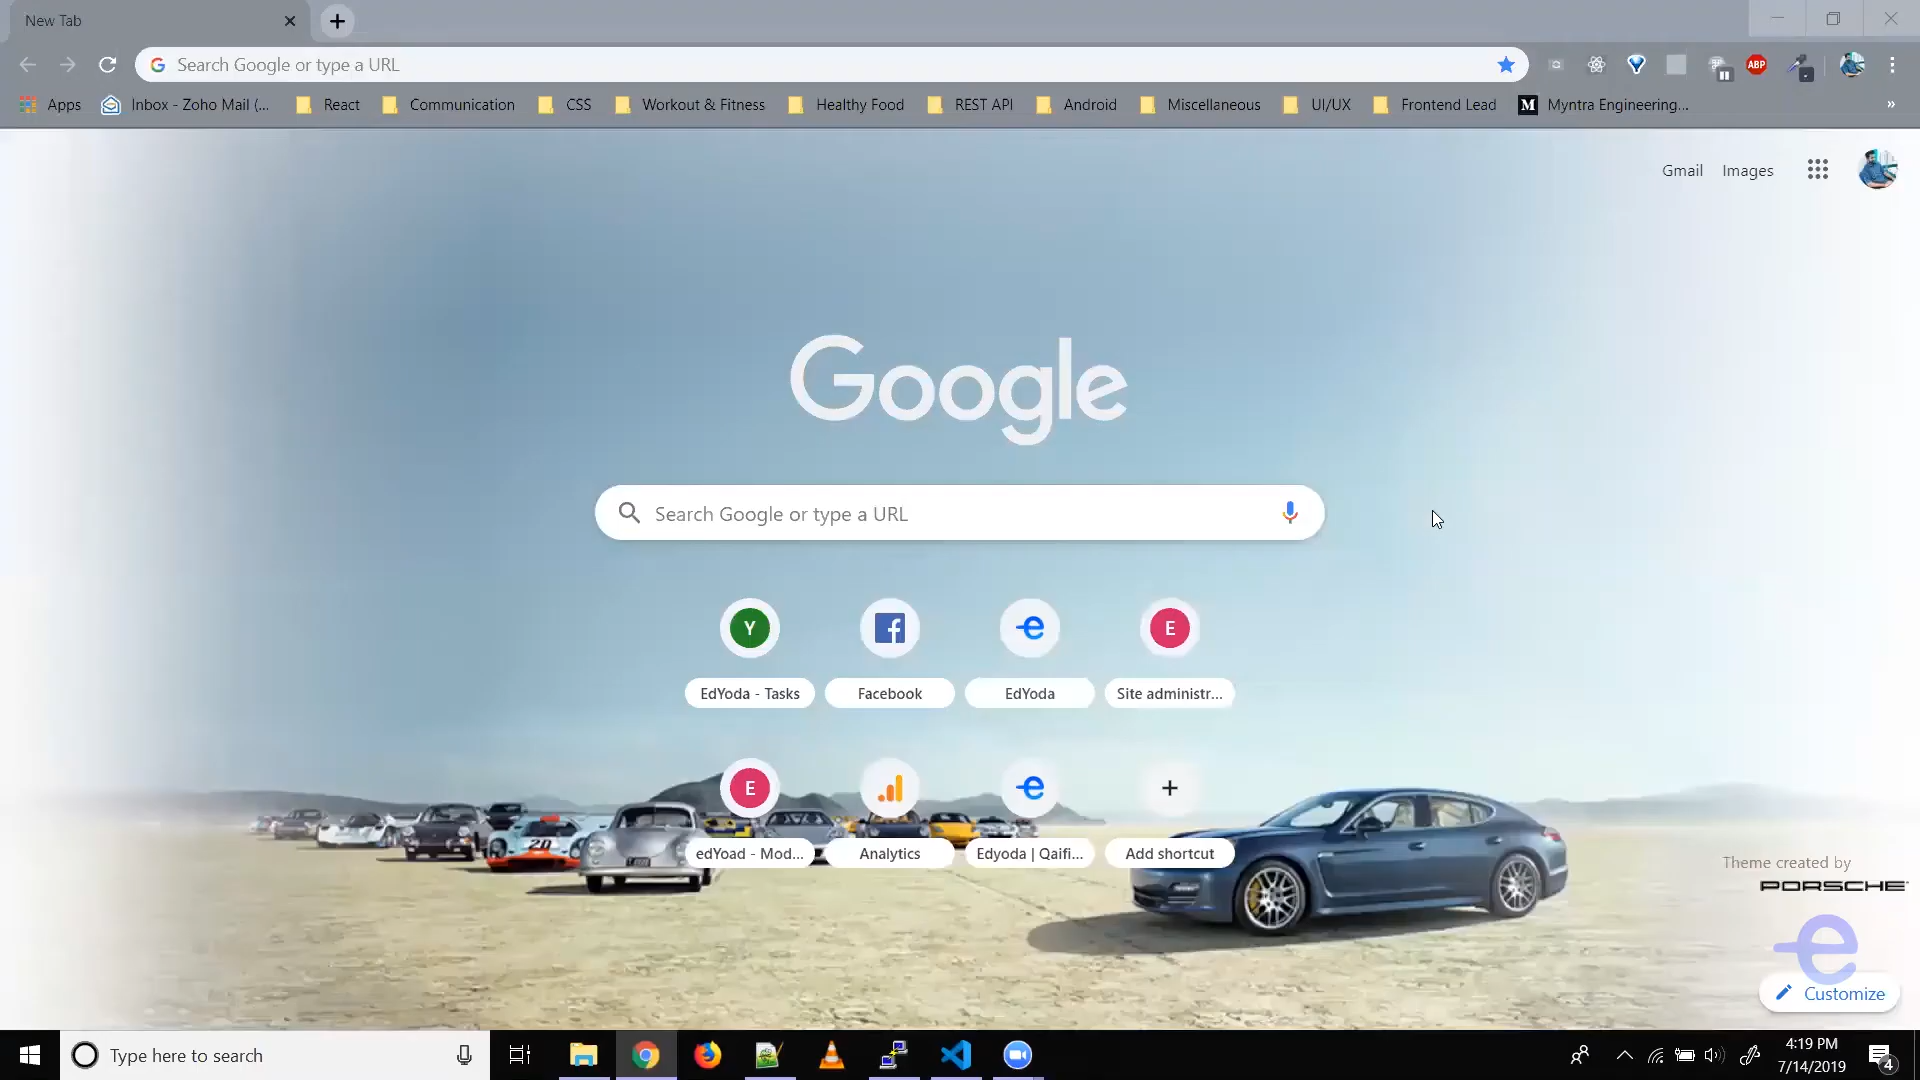 New Tab
Search Google or type a URL
ABP
Apps Inbox - Zoho Mail (... React Communication CSS Workout & Fitness Healthy Food REST API Android Miscellaneous UI/UX Frontend Lead M Myntra Engineering... »
Gmail Images
Google
Search Google or type a URL
Y E
EdYoda - Tasks Facebook EdYoda Site administr...
E
edYoad - Mod... Analytics Edyoda | Qaifi... Add shortcut
20
Theme created by
PORSCHE
Customize
Type here to search
4:19 PM
7/14/2019
4